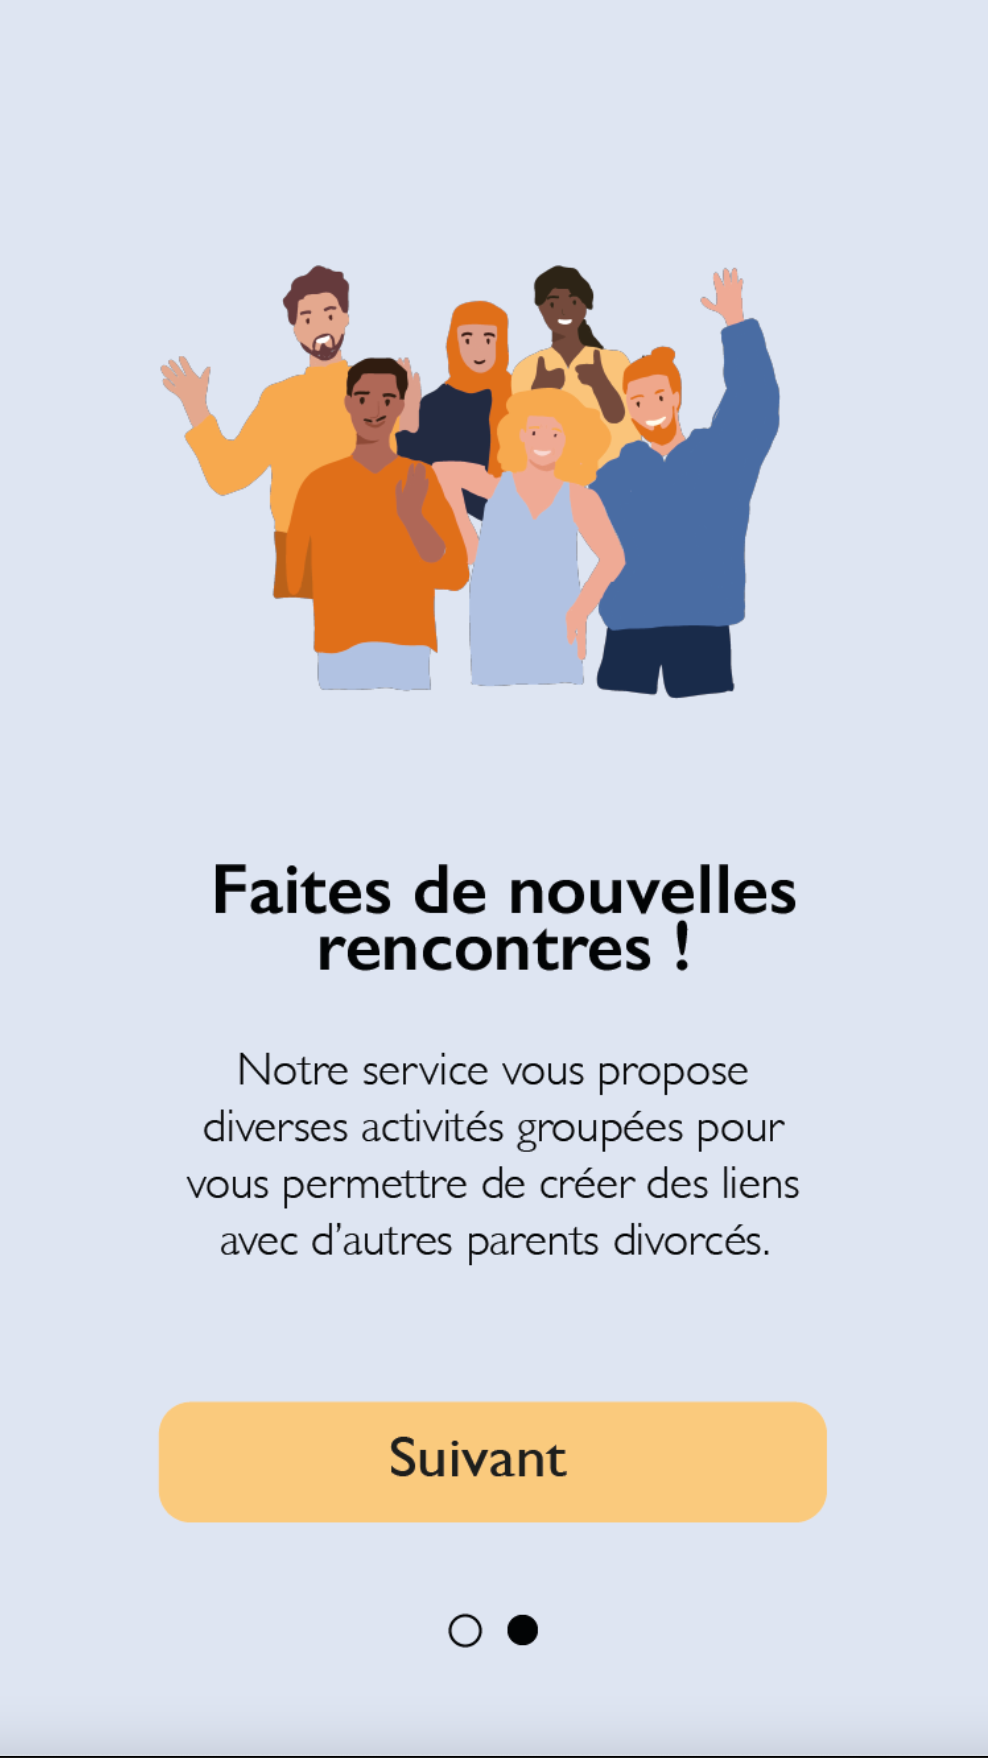 Faites de nouvelles
rencontres !
Notre service vous propose
diverses activités groupées pour
vous permettre de créer des liens
avec d’autres parents divorcés.
Suivant